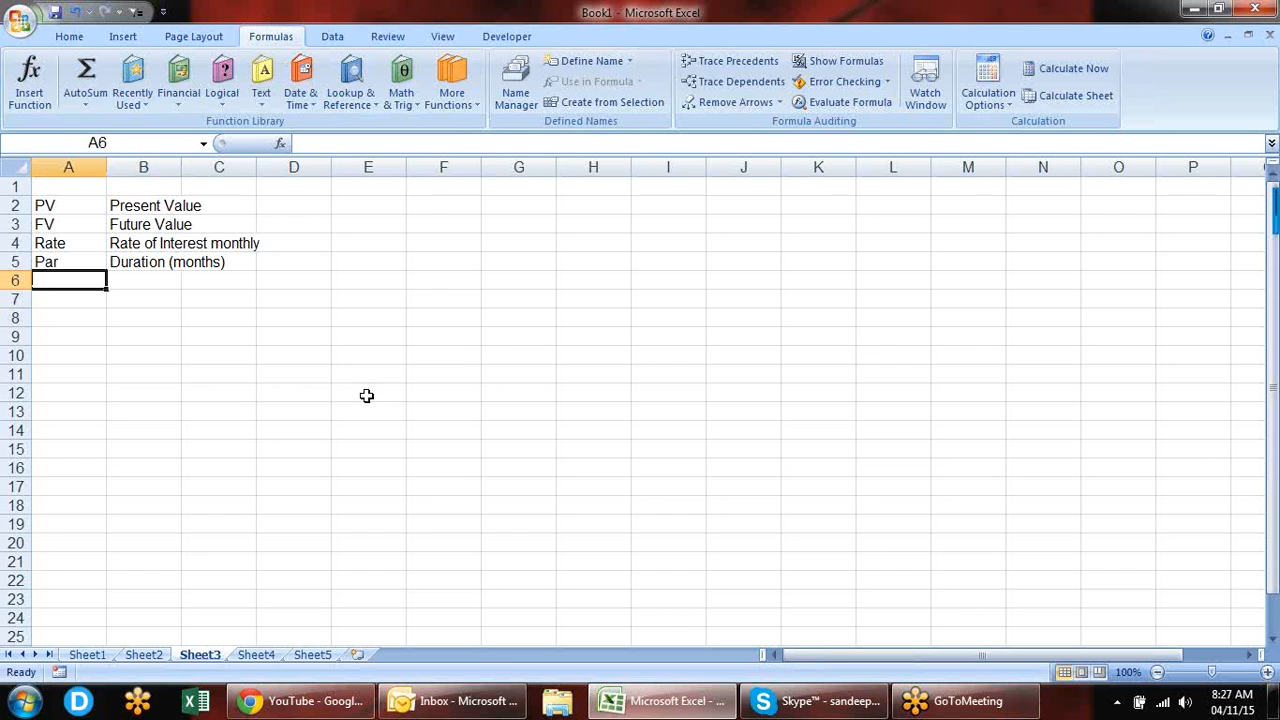 Book1 - Microsoft Excel
Home Insert Page Layout Formulas Data Review View Developer
Insert Function
AutoSum
Recently Used
Financial
Logical
Text
Date & Time
Lookup & Reference
Math & Trig
More Functions
Function Library
Name Manager
Define Name
Use in Formula
Create from Selection
Defined Names
Trace Precedents
Trace Dependents
Remove Arrows
Show Formulas
Error Checking
Evaluate Formula
Formula Auditing
Watch Window
Calculation Options
Calculate Now
Calculate Sheet
Calculation
A6
fx
A B C D E F G H I J K L M N O P
1
2 PV Present Value
3 FV Future Value
4 Rate Rate of Interest monthly
5 Par Duration (months)
6
7
8
9
10
11
12
13
14
15
16
17
18
19
20
21
22
23
24
25
Sheet1 Sheet2 Sheet3 Sheet4 Sheet5
Ready
100%
YouTube - Googl...
Inbox - Microsoft ...
Microsoft Excel - ...
Skype™ - sandeep...
GoToMeeting
8:27 AM
04/11/15